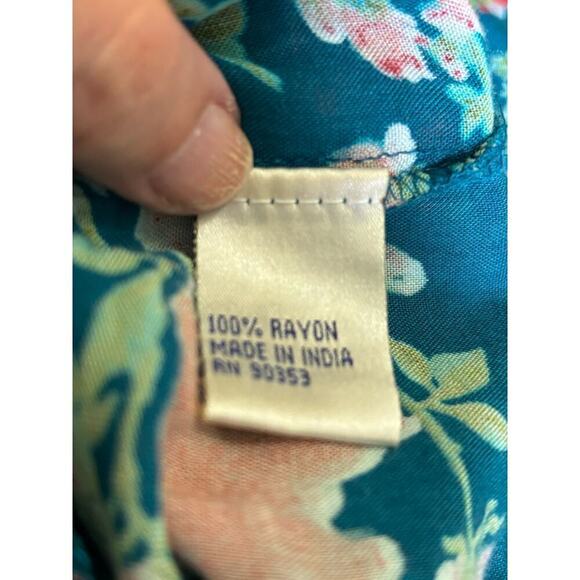 100% RAYON
MADE IN INDIA
RN 90353